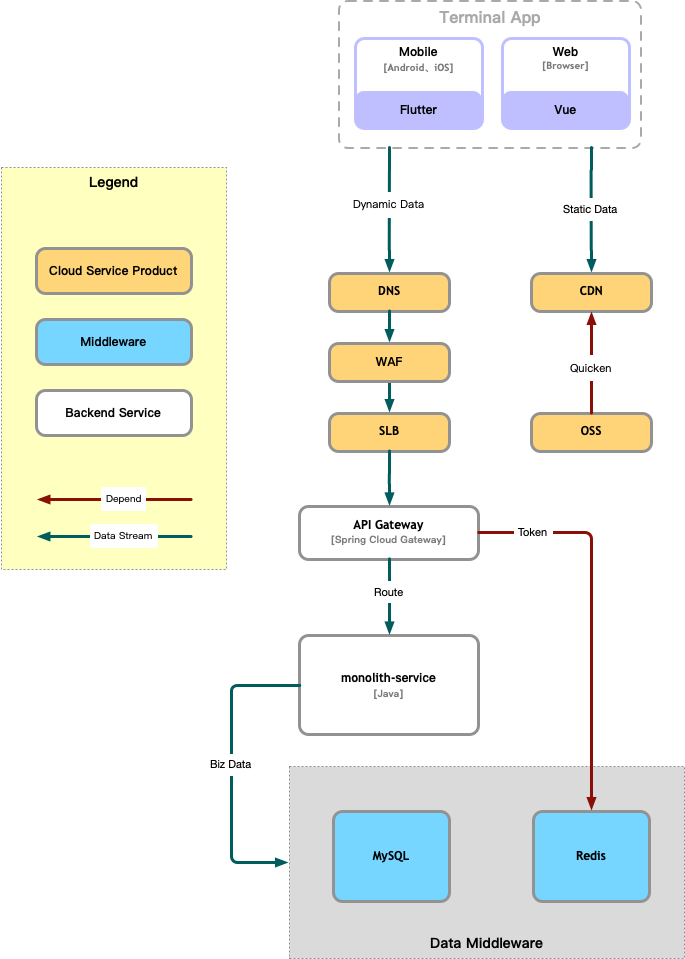 Terminal App
Mobile
[Android、iOS]
Flutter
Web
[Browser]
Vue
Legend
Cloud Service Product
Middleware
Backend Service
Depend
Data Stream
Dynamic Data
Static Data
DNS
CDN
WAF
Quicken
SLB
OSS
API Gateway
[Spring Cloud Gateway]
Token
Route
monolith-service
[Java]
Biz Data
MySQL
Redis
Data Middleware